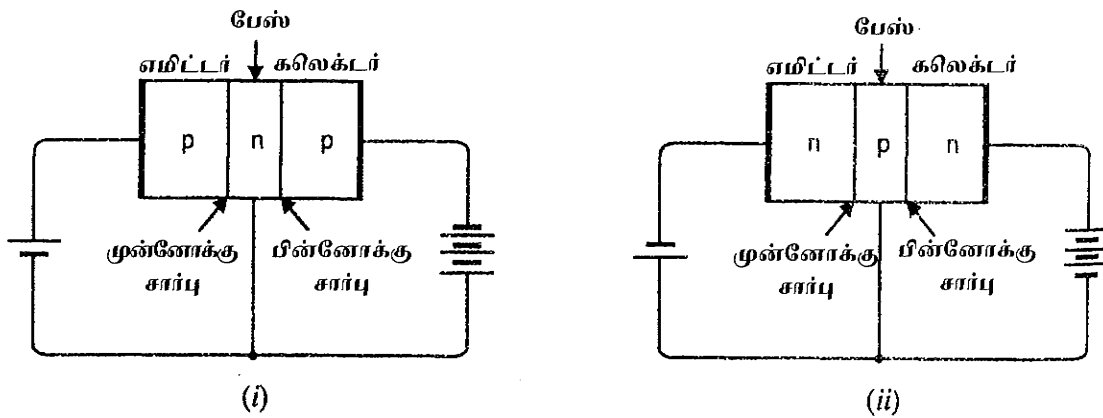 பேஸ்
எமிட்டர் கலெக்டர்
p n p
முன்னோக்கு சார்பு
பின்னோக்கு சார்பு
(i)
பேஸ்
எமிட்டர் கலெக்டர்
n p n
முன்னோக்கு சார்பு
பின்னோக்கு சார்பு
(ii)